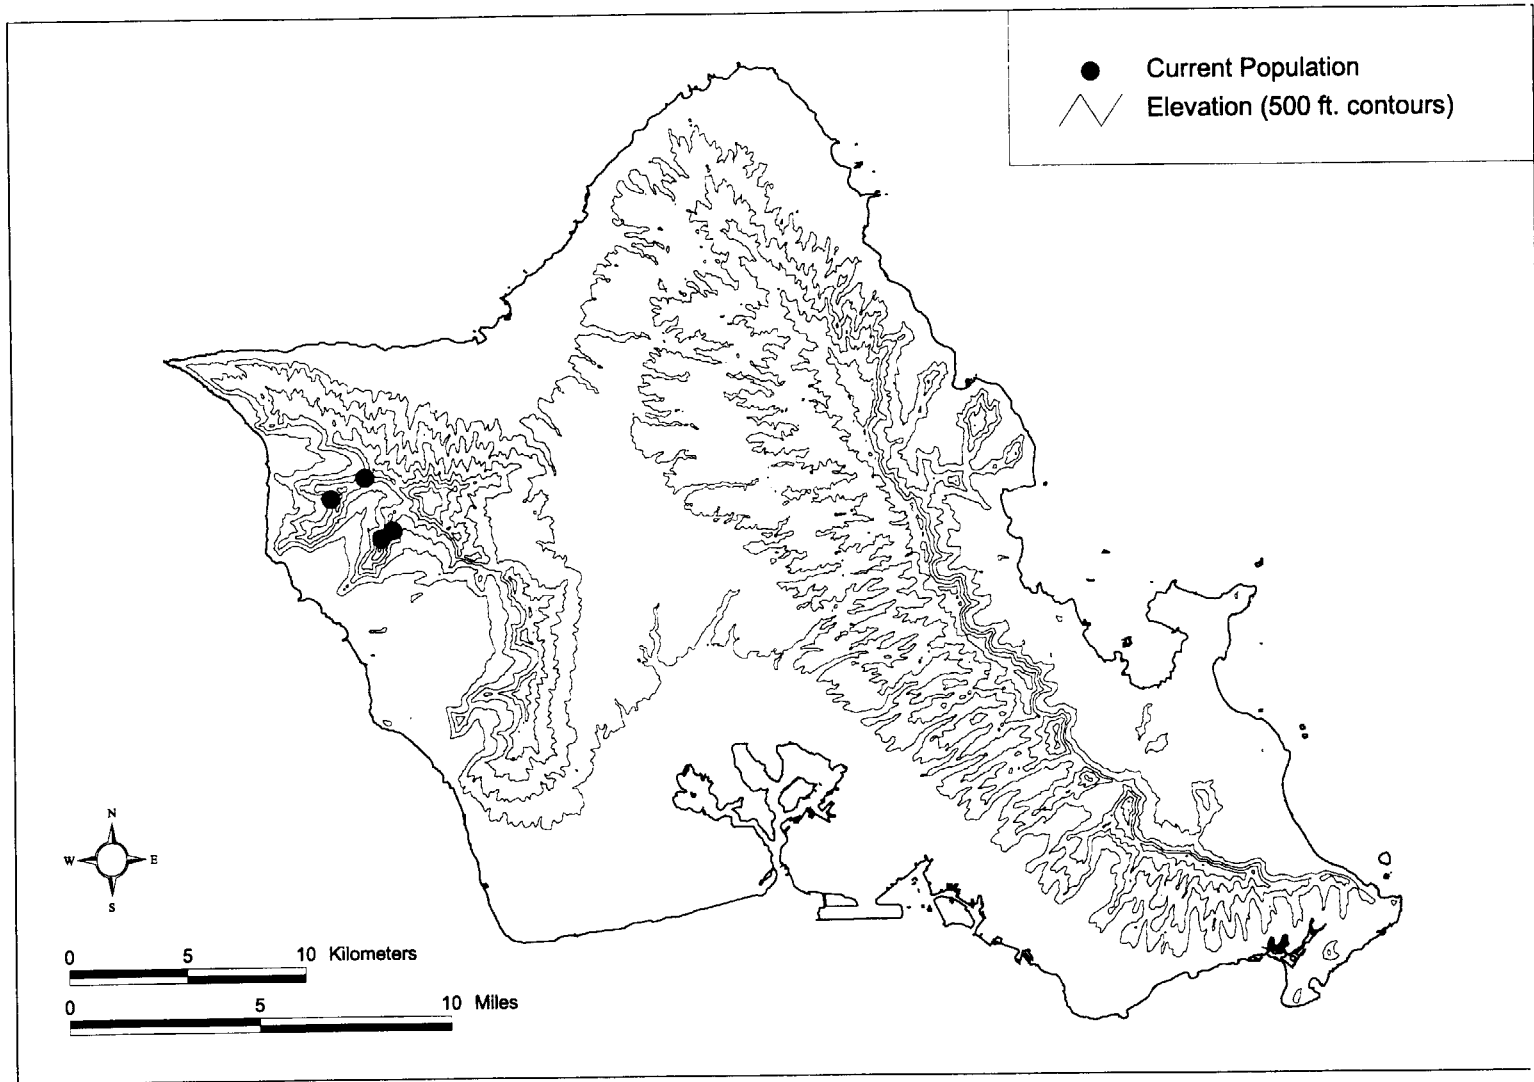 Current Population
Elevation (500 ft. contours)
N
W E
S
0 5 10 Kilometers
0 5 10 Miles